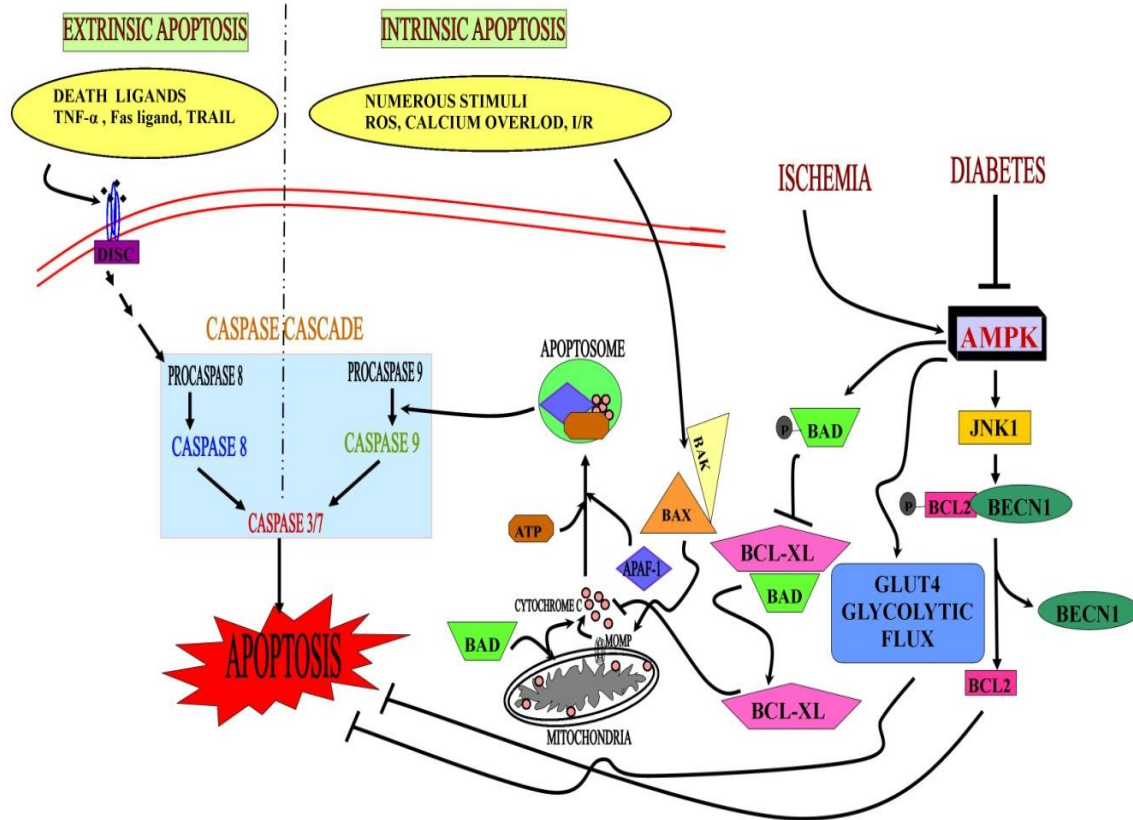 EXTRINSIC APOPTOSIS
INTRINSIC APOPTOSIS
DEATH LIGANDS
TNF-α , Fas ligand, TRAIL
NUMEROUS STIMULI
ROS, CALCIUM OVERLOD, I/R
ISCHEMIA
DIABETES
DISC
AMPK
CASPASE CASCADE
APOPTOSOME
PROCASPASE 8
PROCASPASE 9
CASPASE 8
CASPASE 9
CASPASE 3/7
P
BAD
JNK1
BAK
BAX
P
BCL2
BECN1
ATP
APAF-1
BCL-XL
BAD
GLUT4
GLYCOLYTIC
FLUX
BECN1
CYTOCHROME C
MOMP
BAD
APOPTOSIS
BCL-XL
BCL2
MITOCHONDRIA